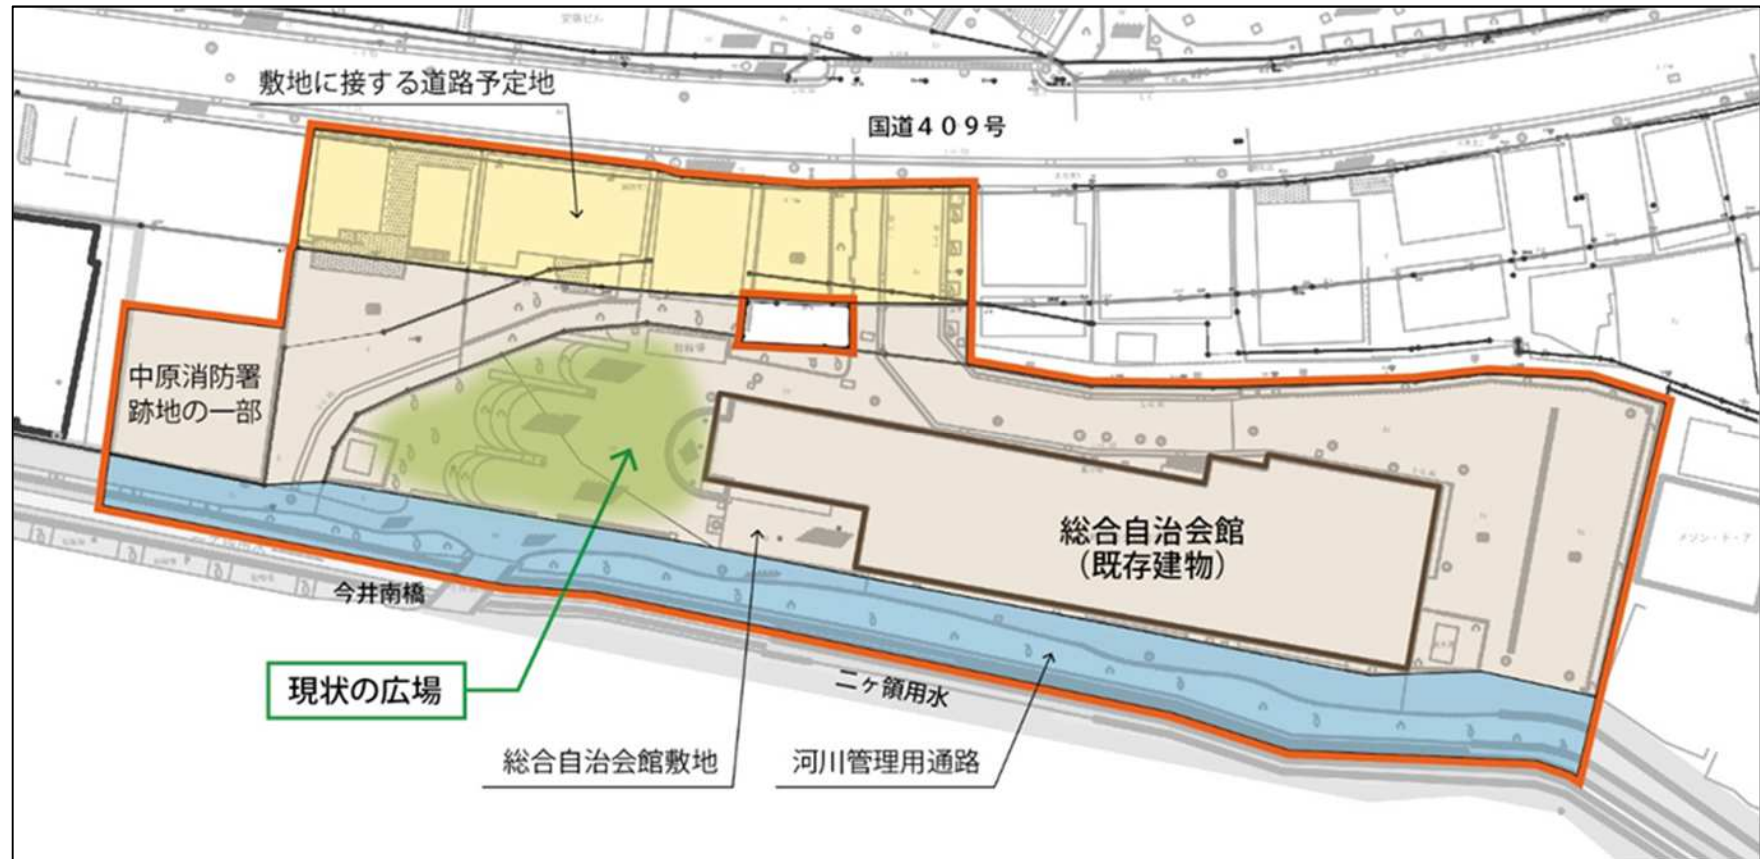 敷地に接する道路予定地
国道409号
中原消防署
跡地の一部
総合自治会館
(既存建物)
今井南橋
現状の広場
二ヶ領用水
総合自治会館敷地
河川管理用通路